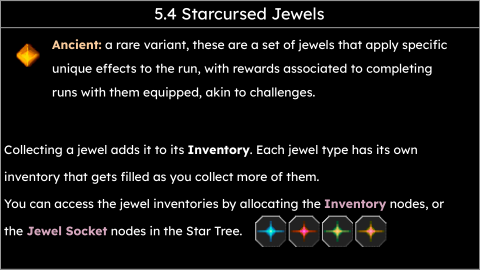 5.4 Starcursed Jewels
Ancient: a rare variant, these are a set of jewels that apply specific
unique effects to the run, with rewards associated to completing
runs with them equipped, akin to challenges.
Collecting a jewel adds it to its Inventory. Each jewel type has its own
inventory that gets filled as you collect more of them.
You can access the jewel inventories by allocating the Inventory nodes, or
the Jewel Socket nodes in the Star Tree.